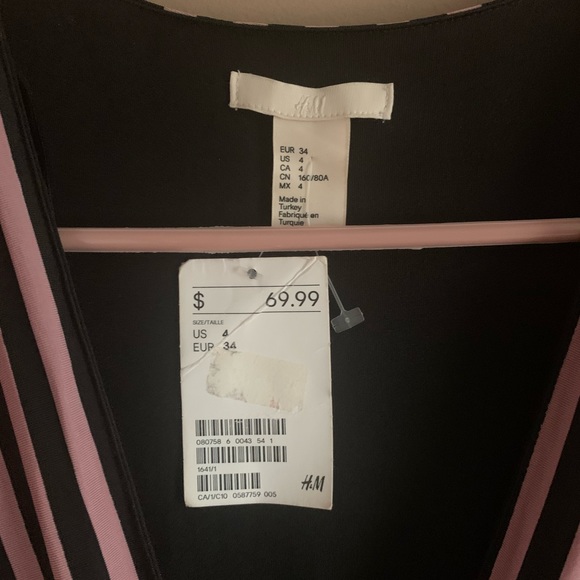 H&M
EUR 34
US 4
CA 4
CN 160/80A
MX 4
Made in
Turkey
Fabriqué en
Turquie
$ 69.99
SIZE/TAILLE
US 4
EUR 34
080758 6 0043 54 1
1641/1
CA/1/C10 0587759 005
H&M